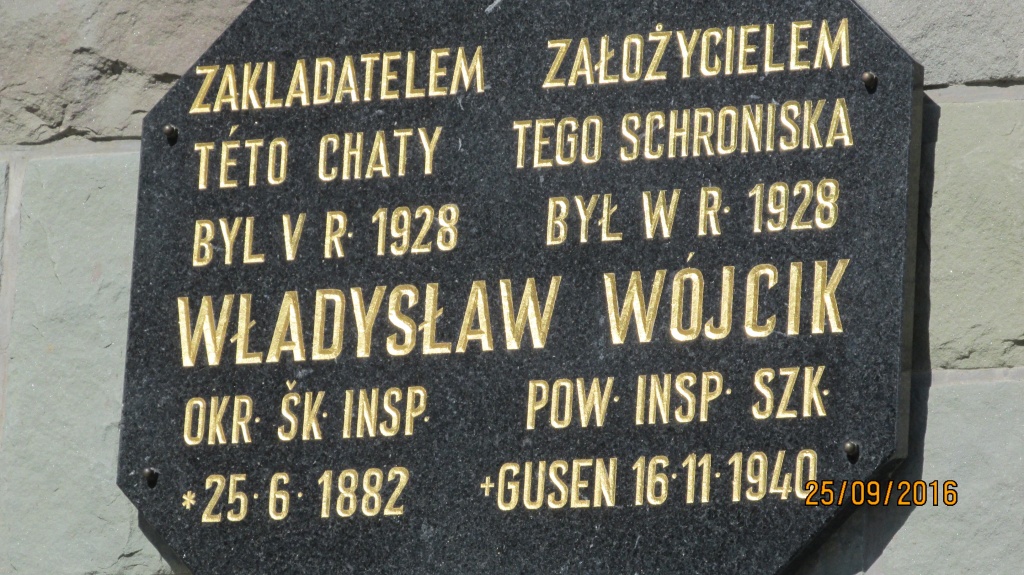 ZAKLADATELEM ZAŁOŻYCIELEM
TÉTO CHATY TEGO SCHRONISKA
BYL V R· 1928 BYŁ W R· 1928
WŁADYSŁAW WÓJCIK
OKR· ŠK· INSP. POW· INSP· SZK·
*25·6·1882 +GUSEN 16·11·1940
25/09/2016